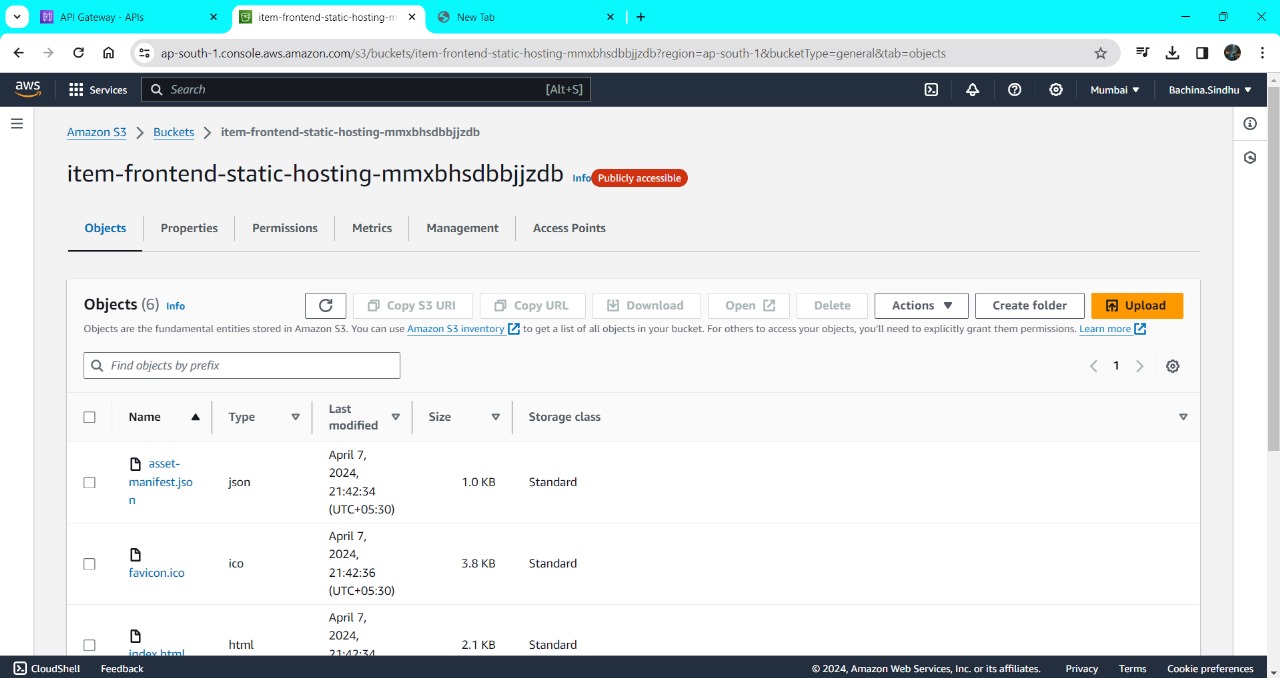 API Gateway - APIs
item-frontend-static-hosting-m
New Tab
ap-south-1.console.aws.amazon.com/s3/buckets/item-frontend-static-hosting-mmxbhsdbbjjzdb?region=ap-south-1&bucketType=general&tab=objects
aws Services Search [Alt+S] Mumbai Bachina.Sindhu
Amazon S3 Buckets item-frontend-static-hosting-mmxbhsdbbjjzdb
item-frontend-static-hosting-mmxbhsdbbjjzdb Info Publicly accessible
Objects Properties Permissions Metrics Management Access Points
Objects (6) Info Copy S3 URI Copy URL Download Open Delete Actions Create folder Upload
Objects are the fundamental entities stored in Amazon S3. You can use Amazon S3 inventory to get a list of all objects in your bucket. For others to access your objects, you'll need to explicitly grant them permissions. Learn more
Find objects by prefix 1
Name Type Last modified Size Storage class
asset-manifest.json json April 7, 2024, 21:42:34 (UTC+05:30) 1.0 KB Standard
favicon.ico ico April 7, 2024, 21:42:36 (UTC+05:30) 3.8 KB Standard
index.html html April 7, 2024, 21:42:34 2.1 KB Standard
CloudShell Feedback © 2024, Amazon Web Services, Inc. or its affiliates. Privacy Terms Cookie preferences